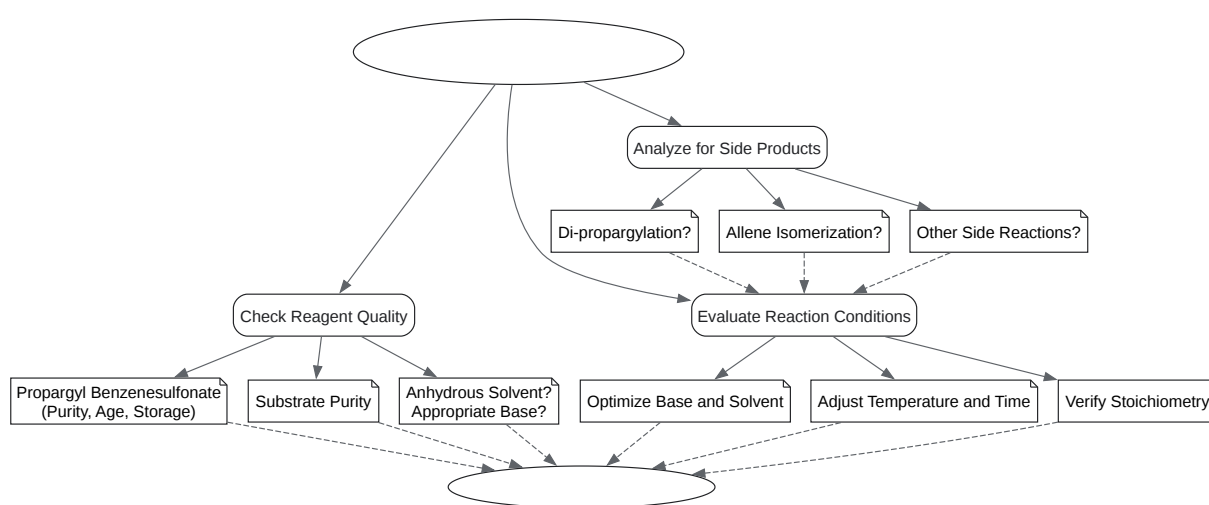 Analyze for Side Products
Di-propargylation?
Allene Isomerization?
Other Side Reactions?
Check Reagent Quality
Evaluate Reaction Conditions
Propargyl Benzenesulfonate
(Purity, Age, Storage)
Substrate Purity
Anhydrous Solvent?
Appropriate Base?
Optimize Base and Solvent
Adjust Temperature and Time
Verify Stoichiometry